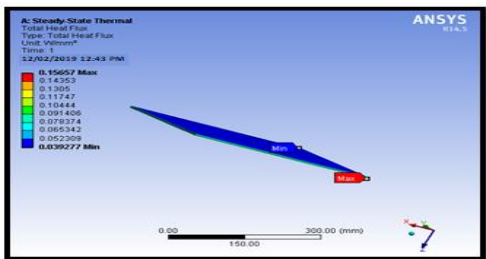 A: Steady-State Thermal
Total Heat Flux
Type: Total Heat Flux
Unit: W/mm²
Time: 1
12/02/2019 12:43 PM
0.15657 Max
0.14353
0.1305
0.11747
0.10444
0.091406
0.078374
0.065342
0.052309
0.039277 Min
ANSYS
R14.5
Min
Max
0.00
300.00 (mm)
150.00
X
Y
Z